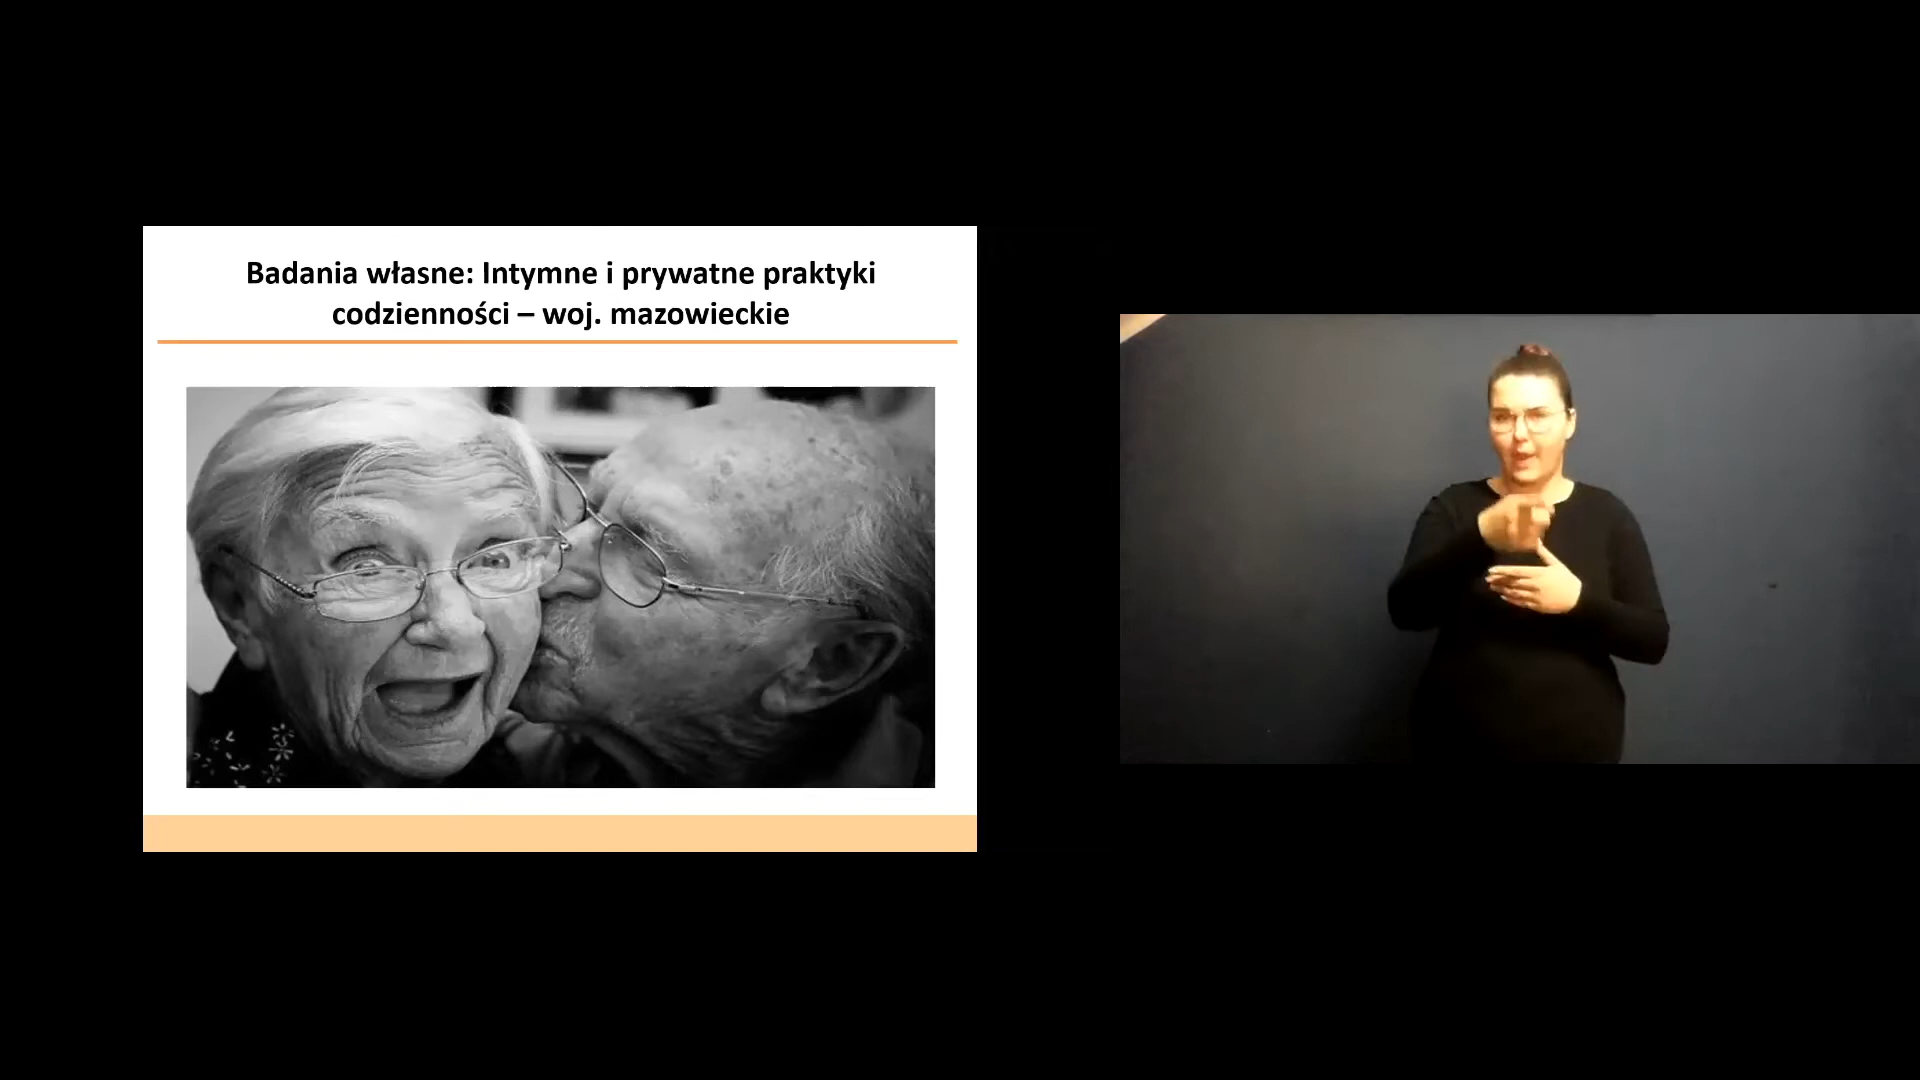 Badania własne: Intymne i prywatne praktyki
codzienności – woj. mazowieckie